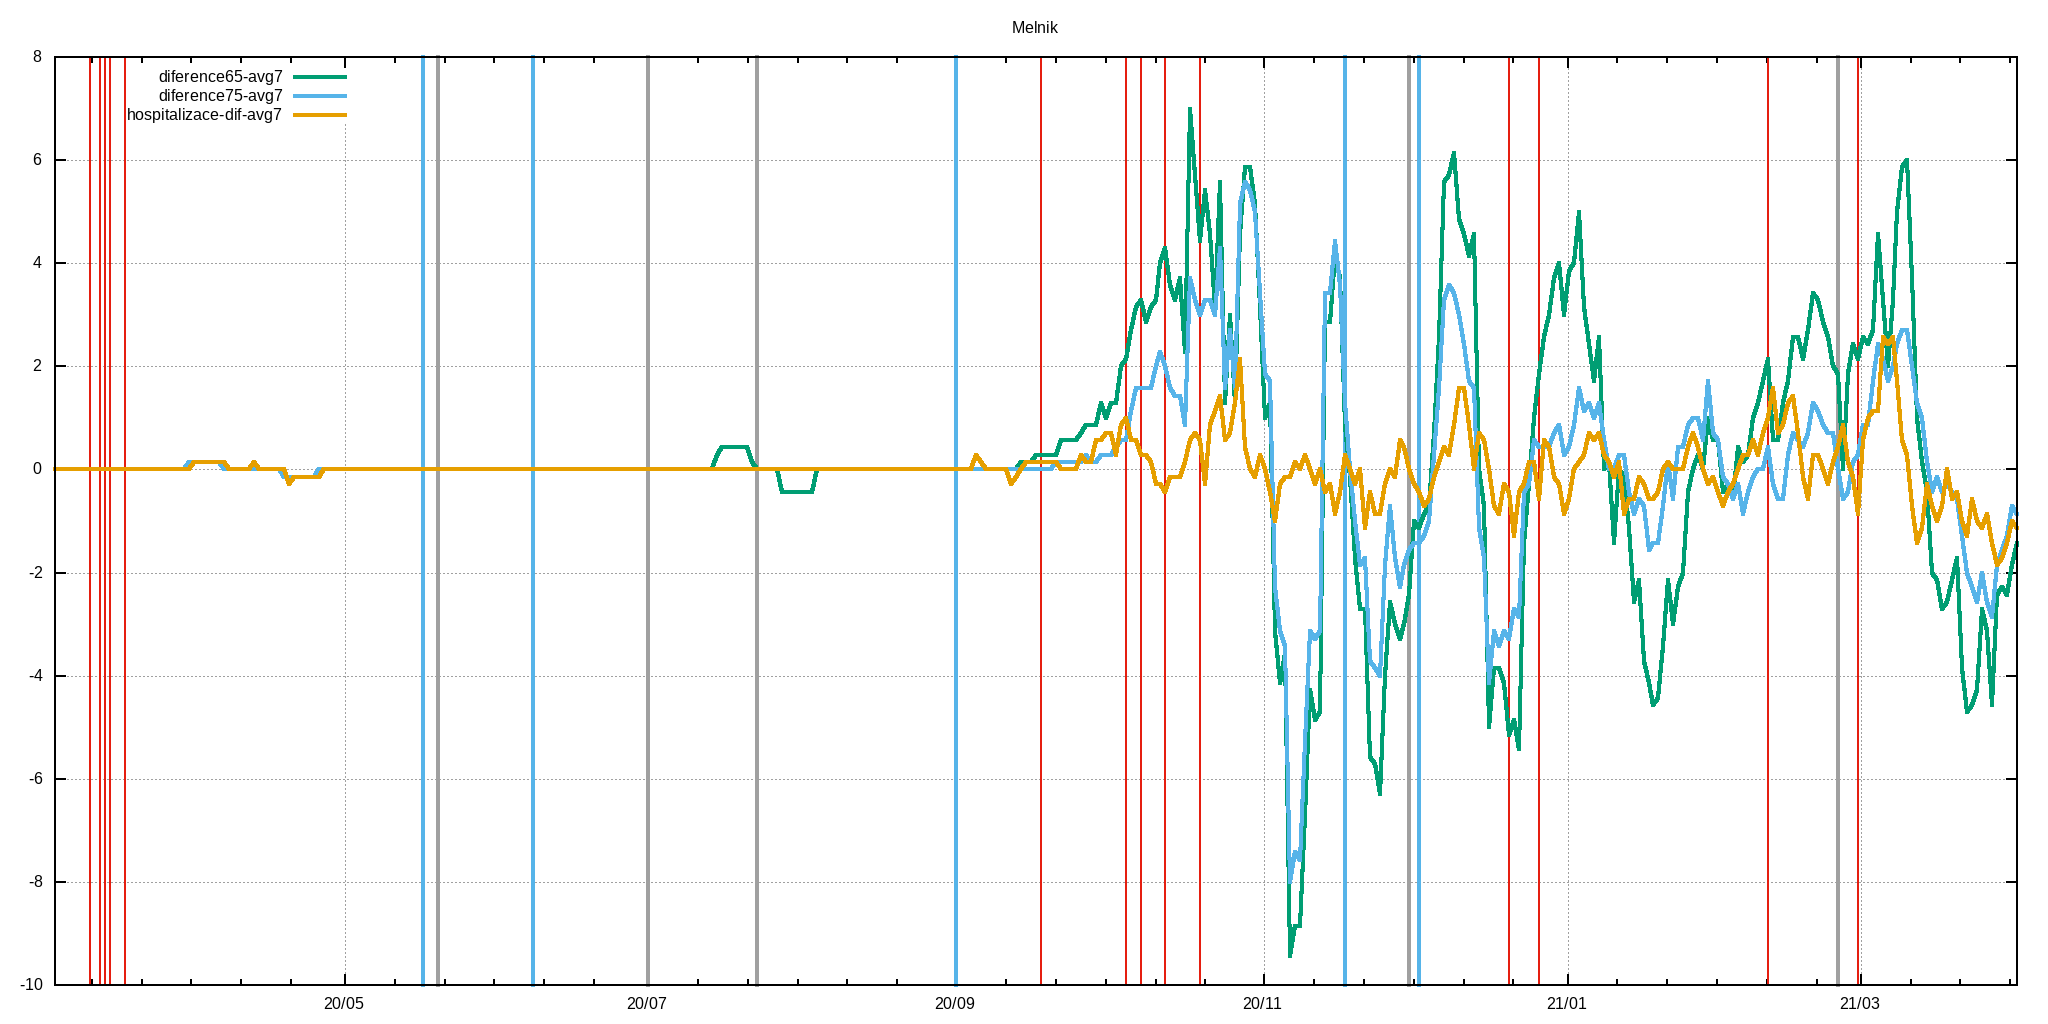 Melnik
8
diference65-avg7
diference75-avg7
hospitalizace-dif-avg7
6
4
2
0
-2
-4
-6
-8
-10
20/05 20/07 20/09 20/11 21/01 21/03